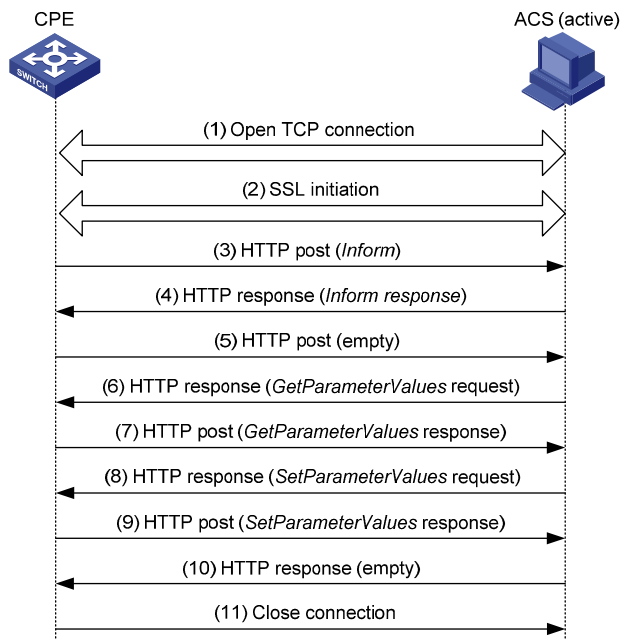 CPE
ACS (active)
SWITCH
(1) Open TCP connection
(2) SSL initiation
(3) HTTP post (Inform)
(4) HTTP response (Inform response)
(5) HTTP post (empty)
(6) HTTP response (GetParameterValues request)
(7) HTTP post (GetParameterValues response)
(8) HTTP response (SetParameterValues request)
(9) HTTP post (SetParameterValues response)
(10) HTTP response (empty)
(11) Close connection